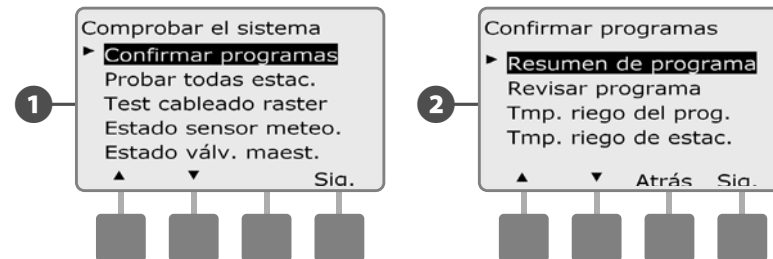 Comprobar el sistema
► Confirmar programas
Probar todas estac.
Test cableado raster
Estado sensor meteo.
Estado válv. maest.
▲ ▼ Sig.
1
Confirmar programas
► Resumen de programa
Revisar programa
Tmp. riego del prog.
Tmp. riego de estac.
▲ ▼ Atrás Sig.
2